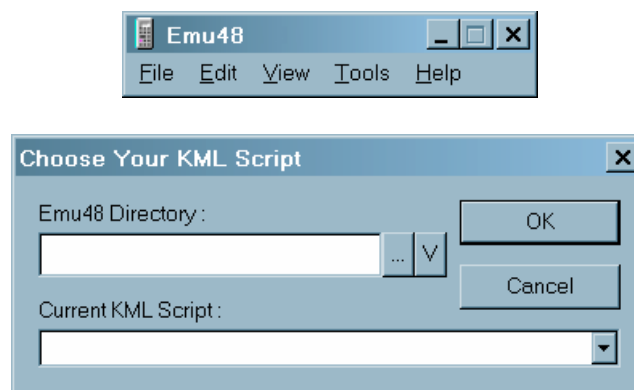 Emu48
File Edit View Tools Help
Choose Your KML Script
Emu48 Directory :
... V
OK
Cancel
Current KML Script :